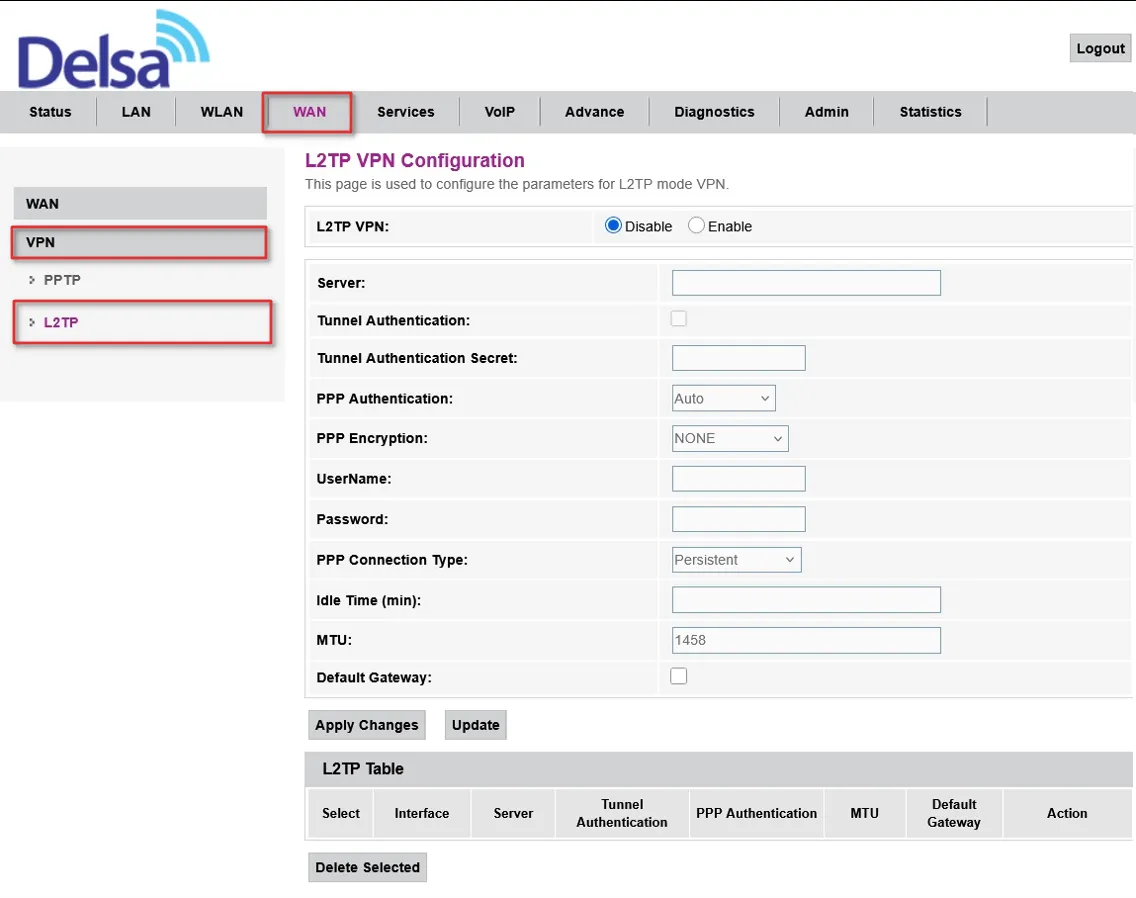 Delsa
Logout
Status LAN WLAN WAN Services VoIP Advance Diagnostics Admin Statistics
WAN
VPN
PPTP
L2TP
L2TP VPN Configuration
This page is used to configure the parameters for L2TP mode VPN.
L2TP VPN: Disable Enable
Server:
Tunnel Authentication:
Tunnel Authentication Secret:
PPP Authentication: Auto
PPP Encryption: NONE
UserName:
Password:
PPP Connection Type: Persistent
Idle Time (min):
MTU: 1458
Default Gateway:
Apply Changes Update
L2TP Table
Select Interface Server Tunnel Authentication PPP Authentication MTU Default Gateway Action
Delete Selected